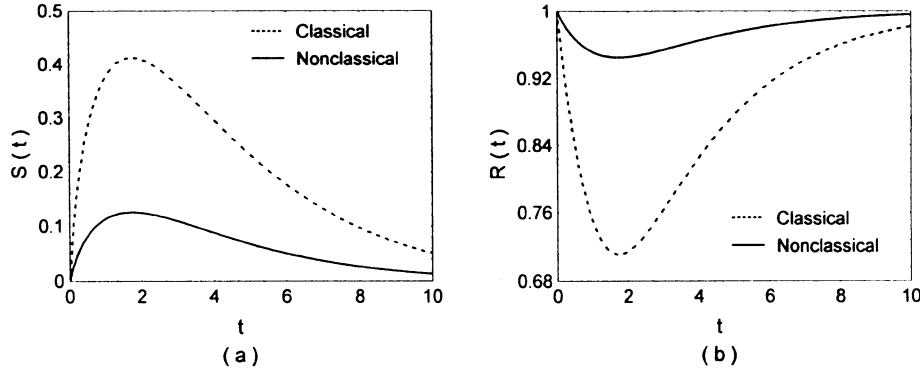 0.5
0.4
0.3
0.2
0.1
0
S ( t )
Classical
Nonclassical
0
2
4
6
8
10
t
( a )
1
0.92
0.84
0.76
0.68
R ( t )
Classical
Nonclassical
0
2
4
6
8
10
t
( b )